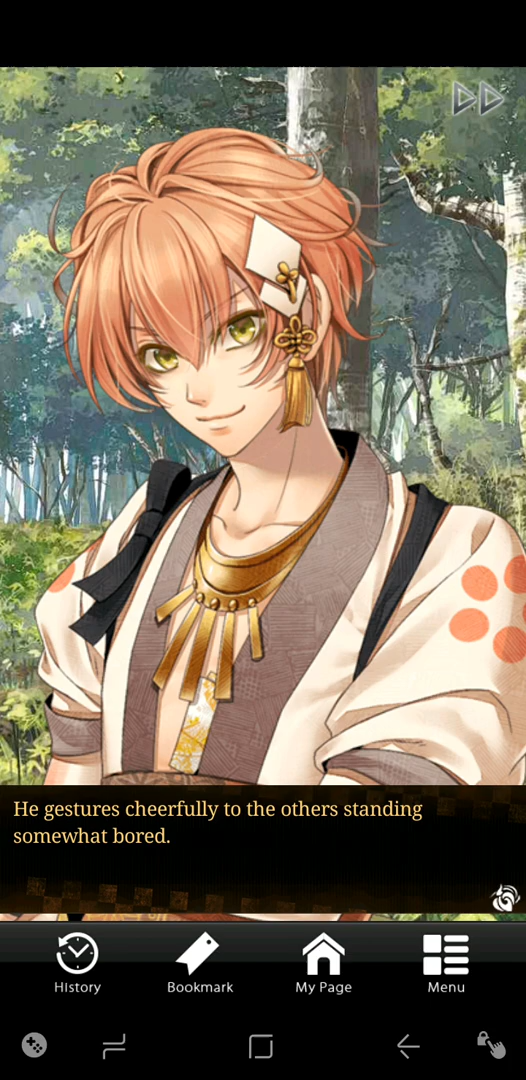 He gestures cheerfully to the others standing
somewhat bored.
History
Bookmark
My Page
Menu